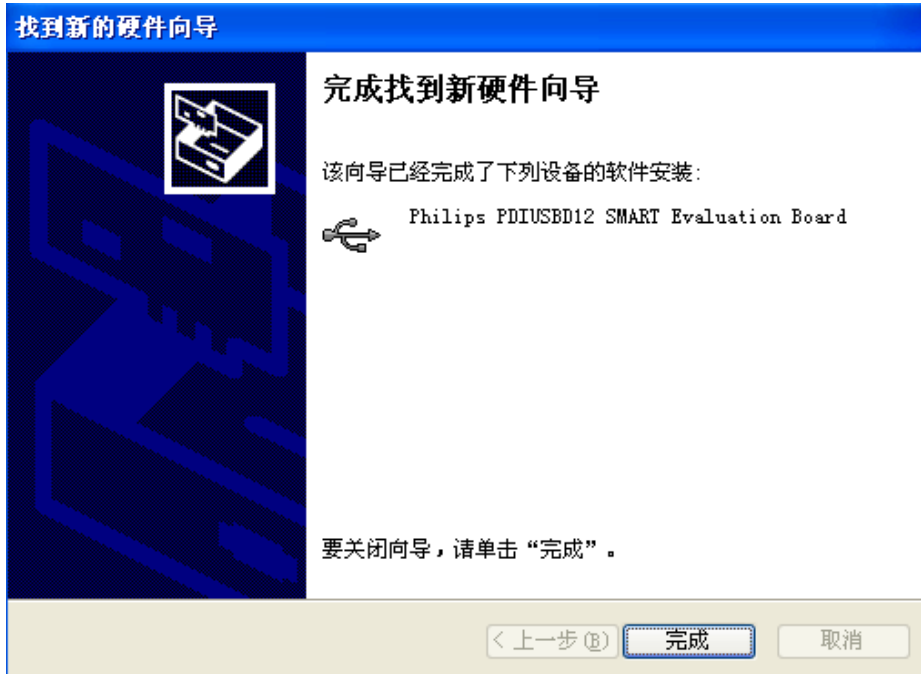 找到新的硬件向导
完成找到新硬件向导
该向导已经完成了下列设备的软件安装:
Philips PDIUSBD12 SMART Evaluation Board
要关闭向导，请单击“完成”。
< 上一步(B)
完成
取消